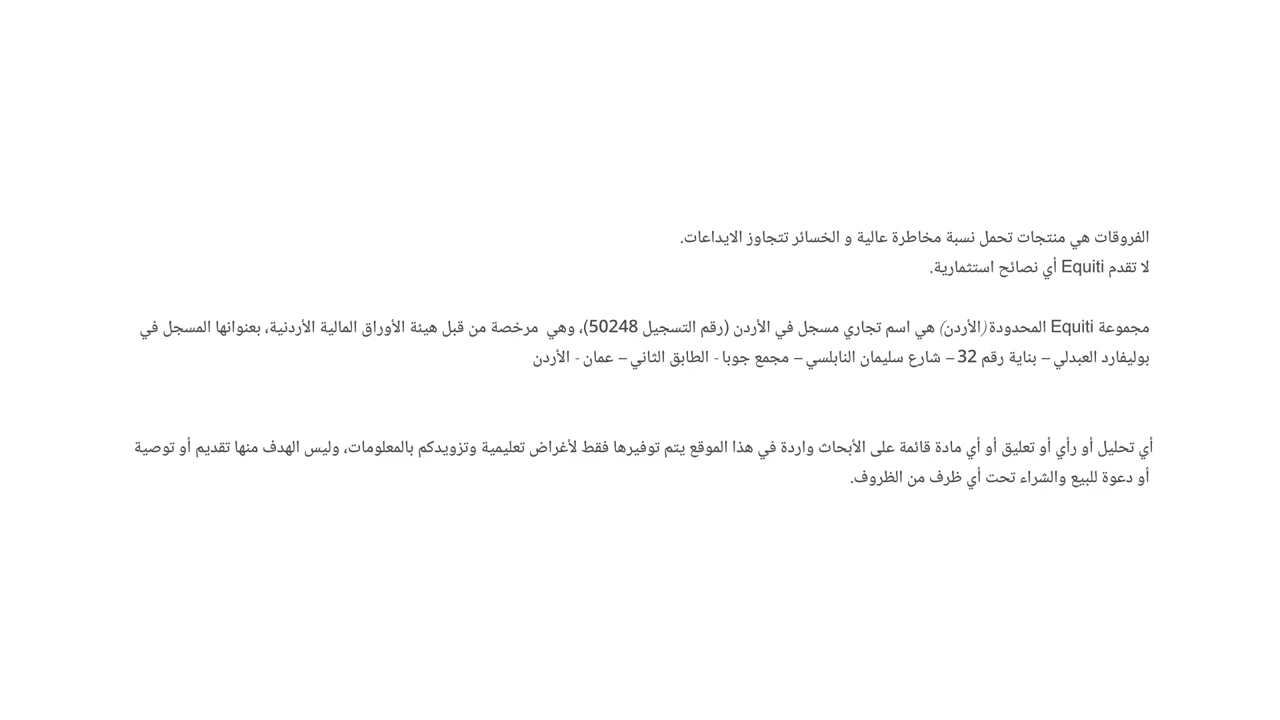 الفروقات هي منتجات تحمل نسبة مخاطرة عالية و الخسائر تتجاوز الايداعات.
لا تقدم Equiti أي نصائح استثمارية.
مجموعة Equiti المحدودة (الأردن) هي اسم تجاري مسجل في الأردن (رقم التسجيل 50248)، وهي مرخصة من قبل هيئة الأوراق المالية الأردنية، بعنوانها المسجل في
بوليفارد العبدلي – بناية رقم 32 – شارع سليمان النابلسي – مجمع جوبا - الطابق الثاني – عمان - الأردن
أي تحليل أو رأي أو تعليق أو أي مادة قائمة على الأبحاث واردة في هذا الموقع يتم توفيرها فقط لأغراض تعليمية وتزويدكم بالمعلومات، وليس الهدف منها تقديم أو توصية
أو دعوة للبيع والشراء تحت أي ظرف من الظروف.